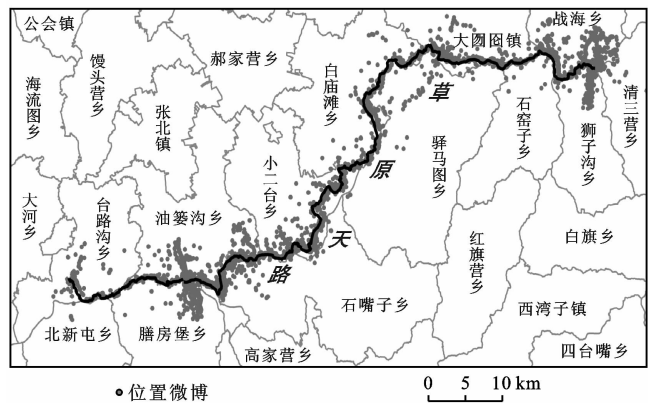 公会镇
战海乡
馒头营乡
郝家营乡
大囫囵镇
海流图乡
白庙滩乡
草
清三营乡
张北镇
石窑子乡
狮子沟乡
驿马图乡
小二台乡
原
大河乡
台路沟乡
油篓沟乡
天
红旗营乡
白旗乡
路
石嘴子乡
西湾子镇
北新屯乡
膳房堡乡
高家营乡
四台嘴乡
位置微博
0 5 10 km